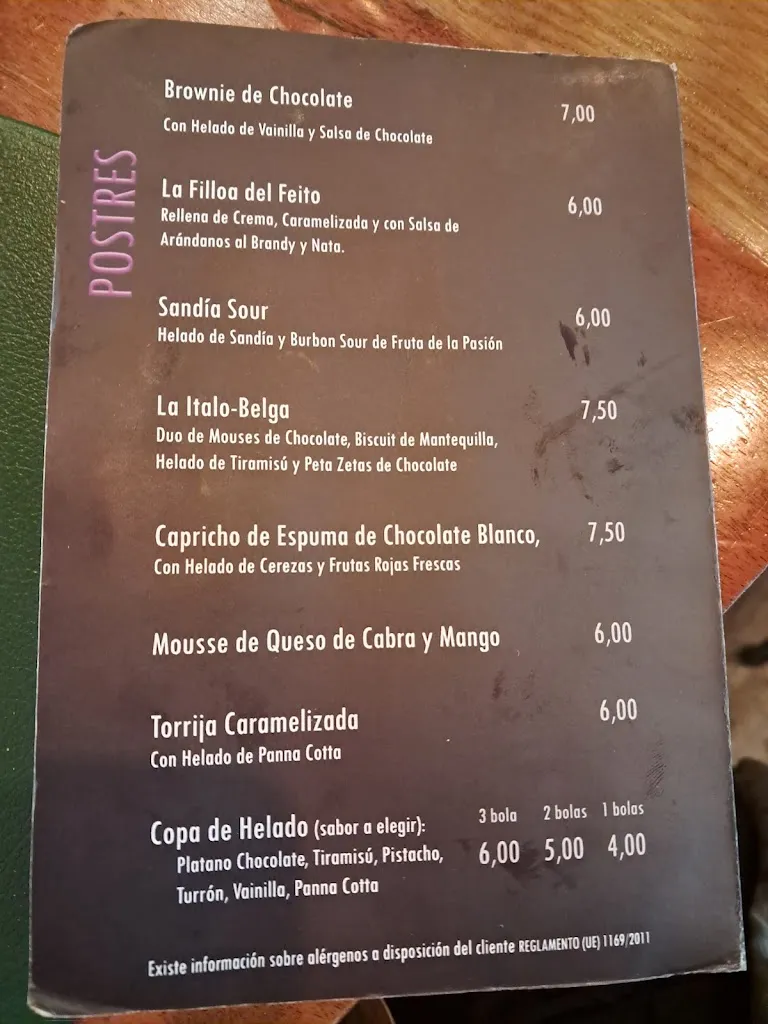 POSTRES
Brownie de Chocolate 7,00
Con Helado de Vainilla y Salsa de Chocolate
La Filloa del Feito 6,00
Rellena de Crema, Caramelizada y con Salsa de
Arándanos al Brandy y Nata.
Sandía Sour 6,00
Helado de Sandía y Burbon Sour de Fruta de la Pasión
La Italo-Belga 7,50
Duo de Mouses de Chocolate, Biscuit de Mantequilla,
Helado de Tiramisú y Peta Zetas de Chocolate
Capricho de Espuma de Chocolate Blanco, 7,50
Con Helado de Cerezas y Frutas Rojas Frescas
Mousse de Queso de Cabra y Mango 6,00
Torrija Caramelizada 6,00
Con Helado de Panna Cotta
3 bola 2 bolas 1 bolas
Copa de Helado (sabor a elegir): 6,00 5,00 4,00
Platano Chocolate, Tiramisú, Pistacho,
Turrón, Vainilla, Panna Cotta
Existe información sobre alérgenos a disposición del cliente REGLAMENTO (UE) 1169/2011